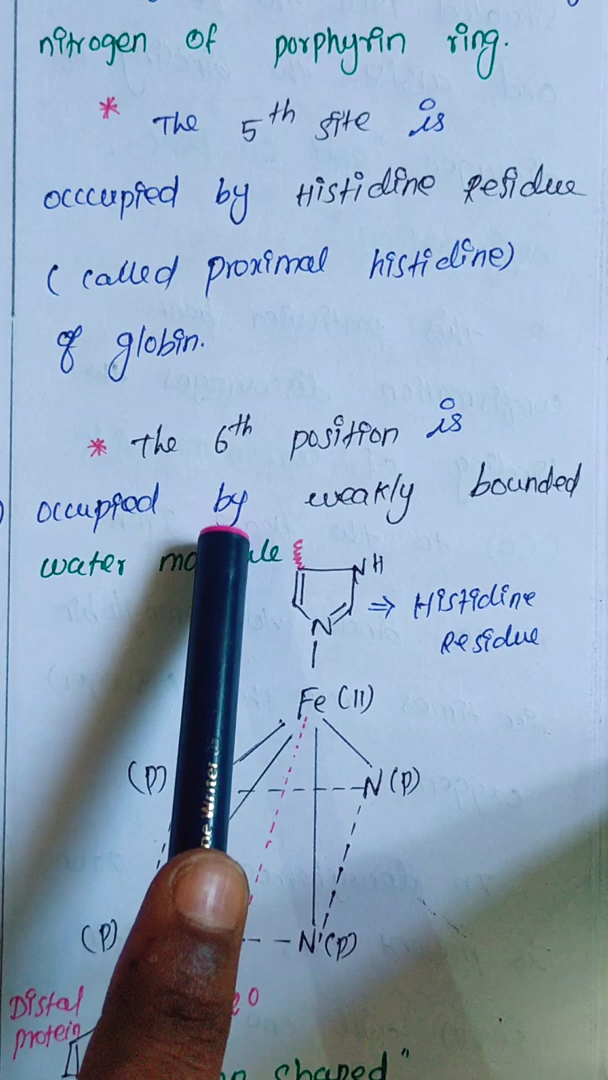 nitrogen of porphyrin ring.
* The 5th site is
occcupied by Histidine Residue
(called proximal histidine)
of globin.
* The 6th position is
occupied by weakly bounded
water
NH
N
⇒ Histidine
Residue
Fe (II)
(P)
N(P)
(P)
N(P)
Distal
protein
shaped"